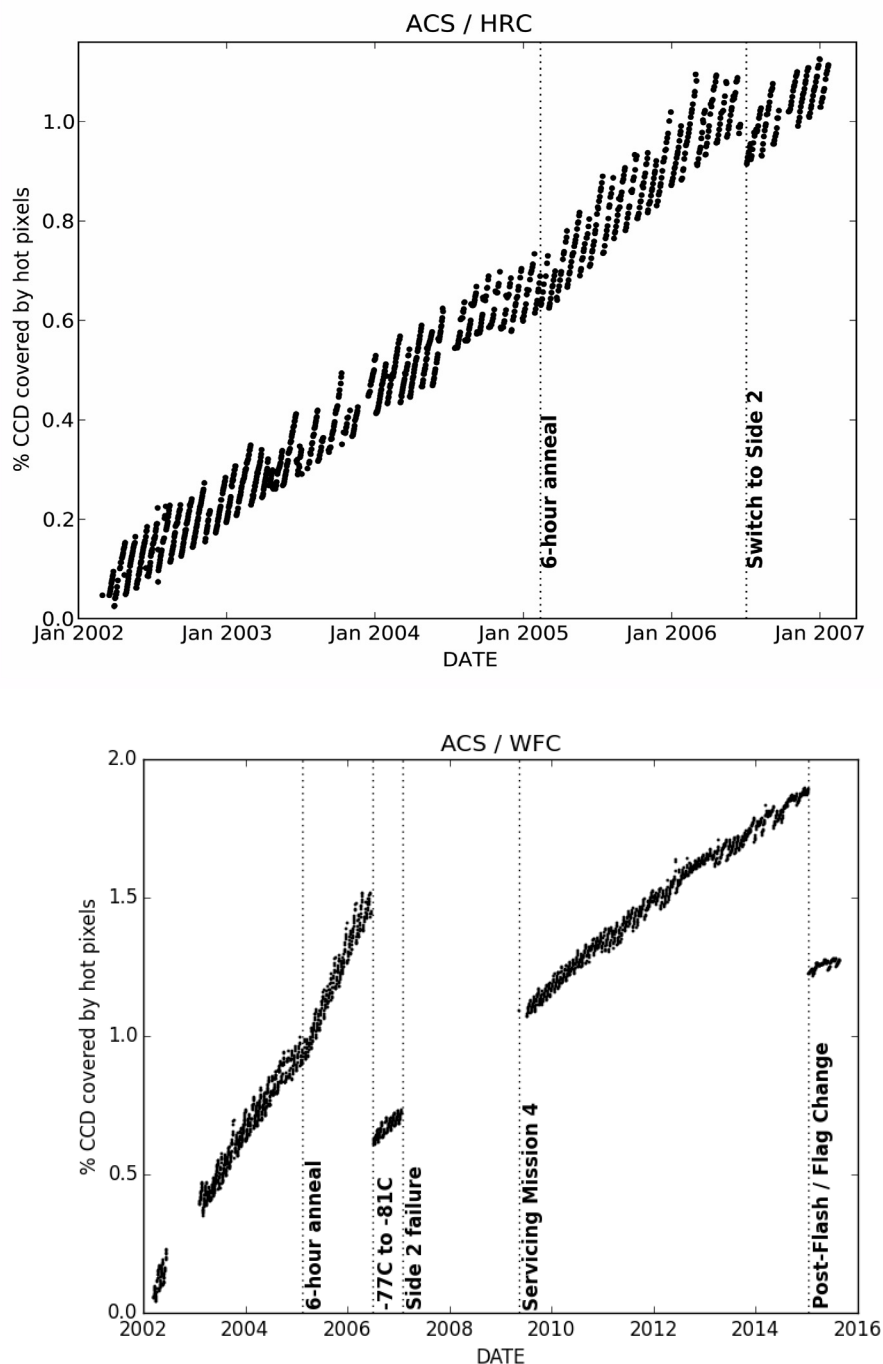 ACS / HRC
% CCD covered by hot pixels
1.0
0.8
0.6
0.4
0.2
0.0
6-hour anneal
Switch to Side 2
Jan 2002
Jan 2003
Jan 2004
Jan 2005
Jan 2006
Jan 2007
DATE
ACS / WFC
% CCD covered by hot pixels
2.0
1.5
1.0
0.5
0.0
6-hour anneal
-77C to -81C
Side 2 failure
Servicing Mission 4
Post-Flash / Flag Change
2002
2004
2006
2008
2010
2012
2014
2016
DATE